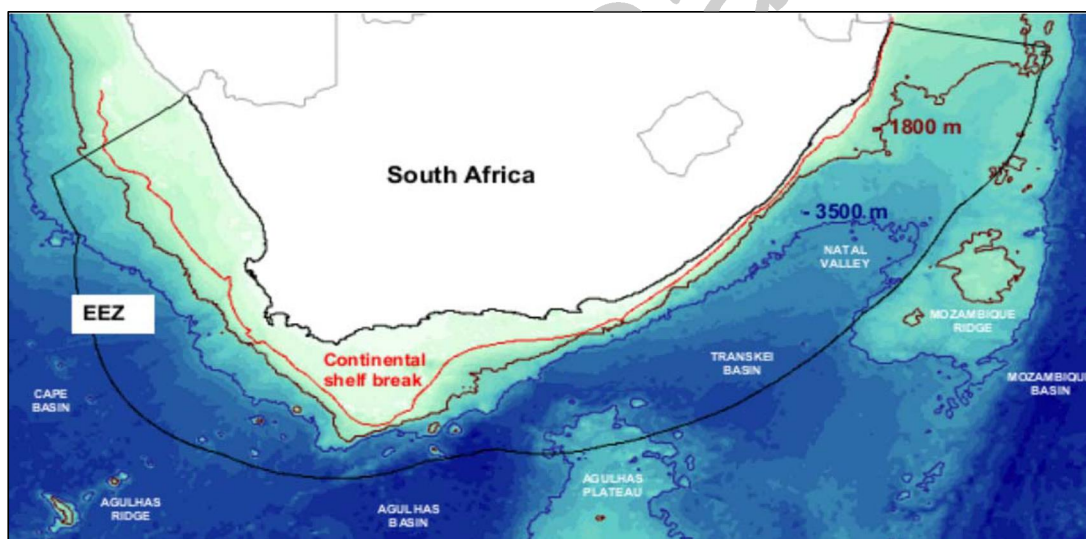 - 1800 m
South Africa
- 3500 m
NATAL
VALLEY
EEZ
MOZAMBIQUE
RIDGE
Continental
shelf break
TRANSKEI
BASIN
MOZAMBIQUE
BASIN
CAPE
BASIN
AGULHAS
PLATEAU
AGULHAS
RIDGE
AGULHAS
BASIN